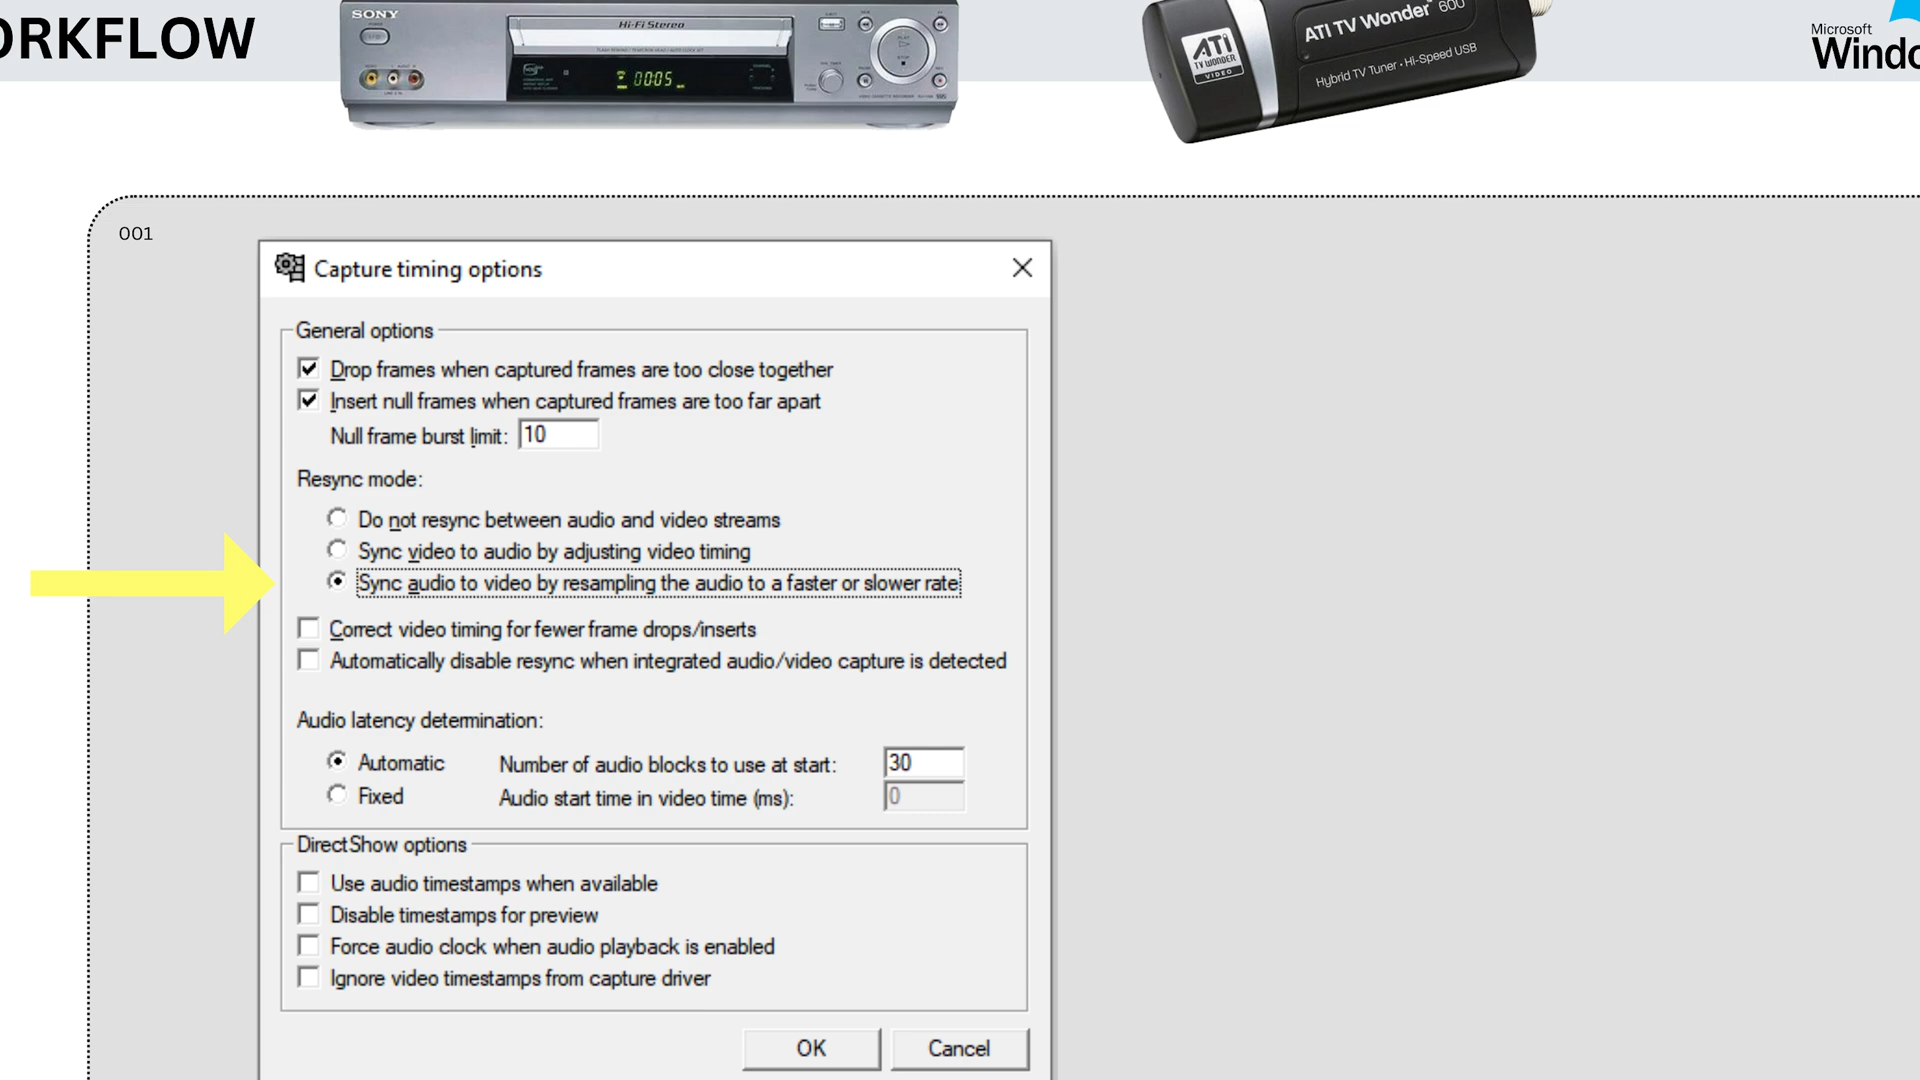 ORKFLOW
SONY
Hi-Fi Stereo
00:05
ATI
TV WONDER
VIDEO
ATI TV Wonder 600
Hybrid TV Tuner • Hi-Speed USB
Microsoft
Windo
001
Capture timing options
General options
Drop frames when captured frames are too close together
Insert null frames when captured frames are too far apart
Null frame burst limit: 10
Resync mode:
Do not resync between audio and video streams
Sync video to audio by adjusting video timing
Sync audio to video by resampling the audio to a faster or slower rate
Correct video timing for fewer frame drops/inserts
Automatically disable resync when integrated audio/video capture is detected
Audio latency determination:
Automatic Number of audio blocks to use at start: 30
Fixed Audio start time in video time (ms): 0
DirectShow options
Use audio timestamps when available
Disable timestamps for preview
Force audio clock when audio playback is enabled
Ignore video timestamps from capture driver
OK Cancel